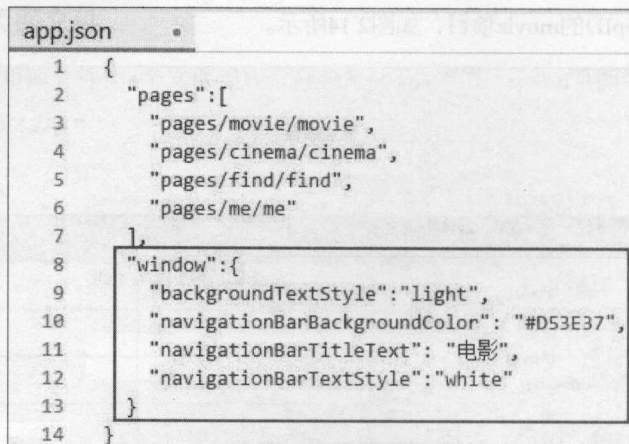 app.json
1 {
2 "pages":[
3 "pages/movie/movie",
4 "pages/cinema/cinema",
5 "pages/find/find",
6 "pages/me/me"
7 ],
8 "window":{
9 "backgroundTextStyle":"light",
10 "navigationBarBackgroundColor": "#D53E37",
11 "navigationBarTitleText": "电影",
12 "navigationBarTextStyle":"white"
13 }
14 }